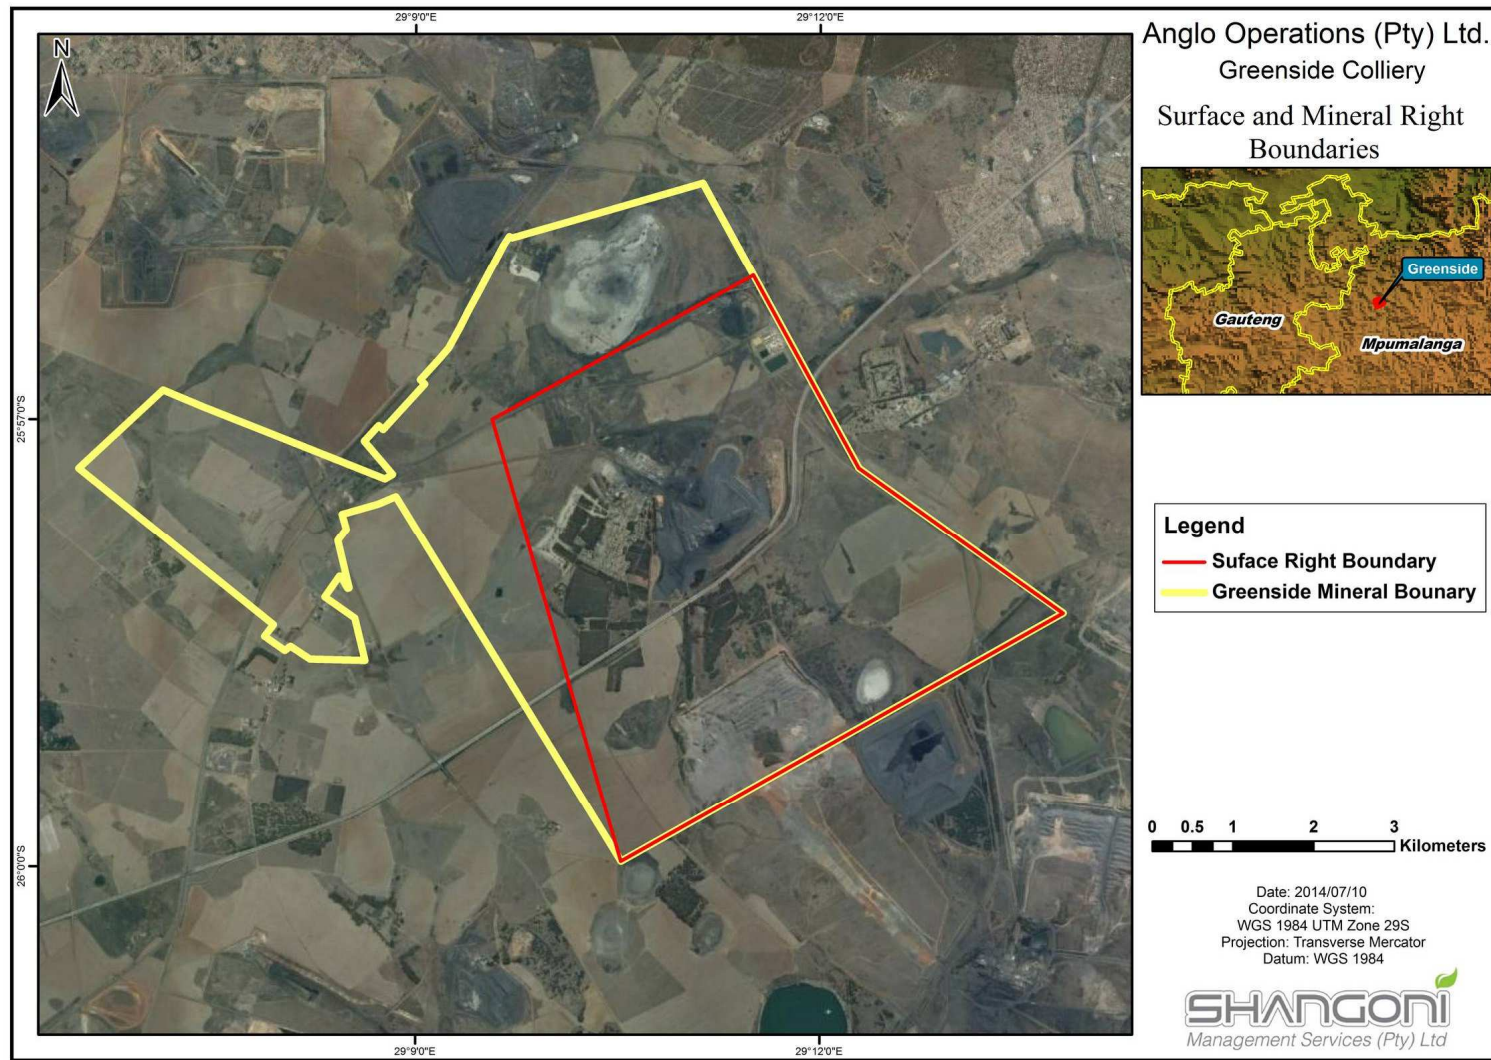 29°9'0"E
29°12'0"E
N
25°57'0"S
26°0'0"S
29°9'0"E
29°12'0"E
Anglo Operations (Pty) Ltd.
Greenside Colliery
Surface and Mineral Right
Boundaries
Greenside
Gauteng
Mpumalanga
Legend
Suface Right Boundary
Greenside Mineral Bounary
0 0.5 1 2 3
Kilometers
Date: 2014/07/10
Coordinate System:
WGS 1984 UTM Zone 29S
Projection: Transverse Mercator
Datum: WGS 1984
SHANGONI
Management Services (Pty) Ltd